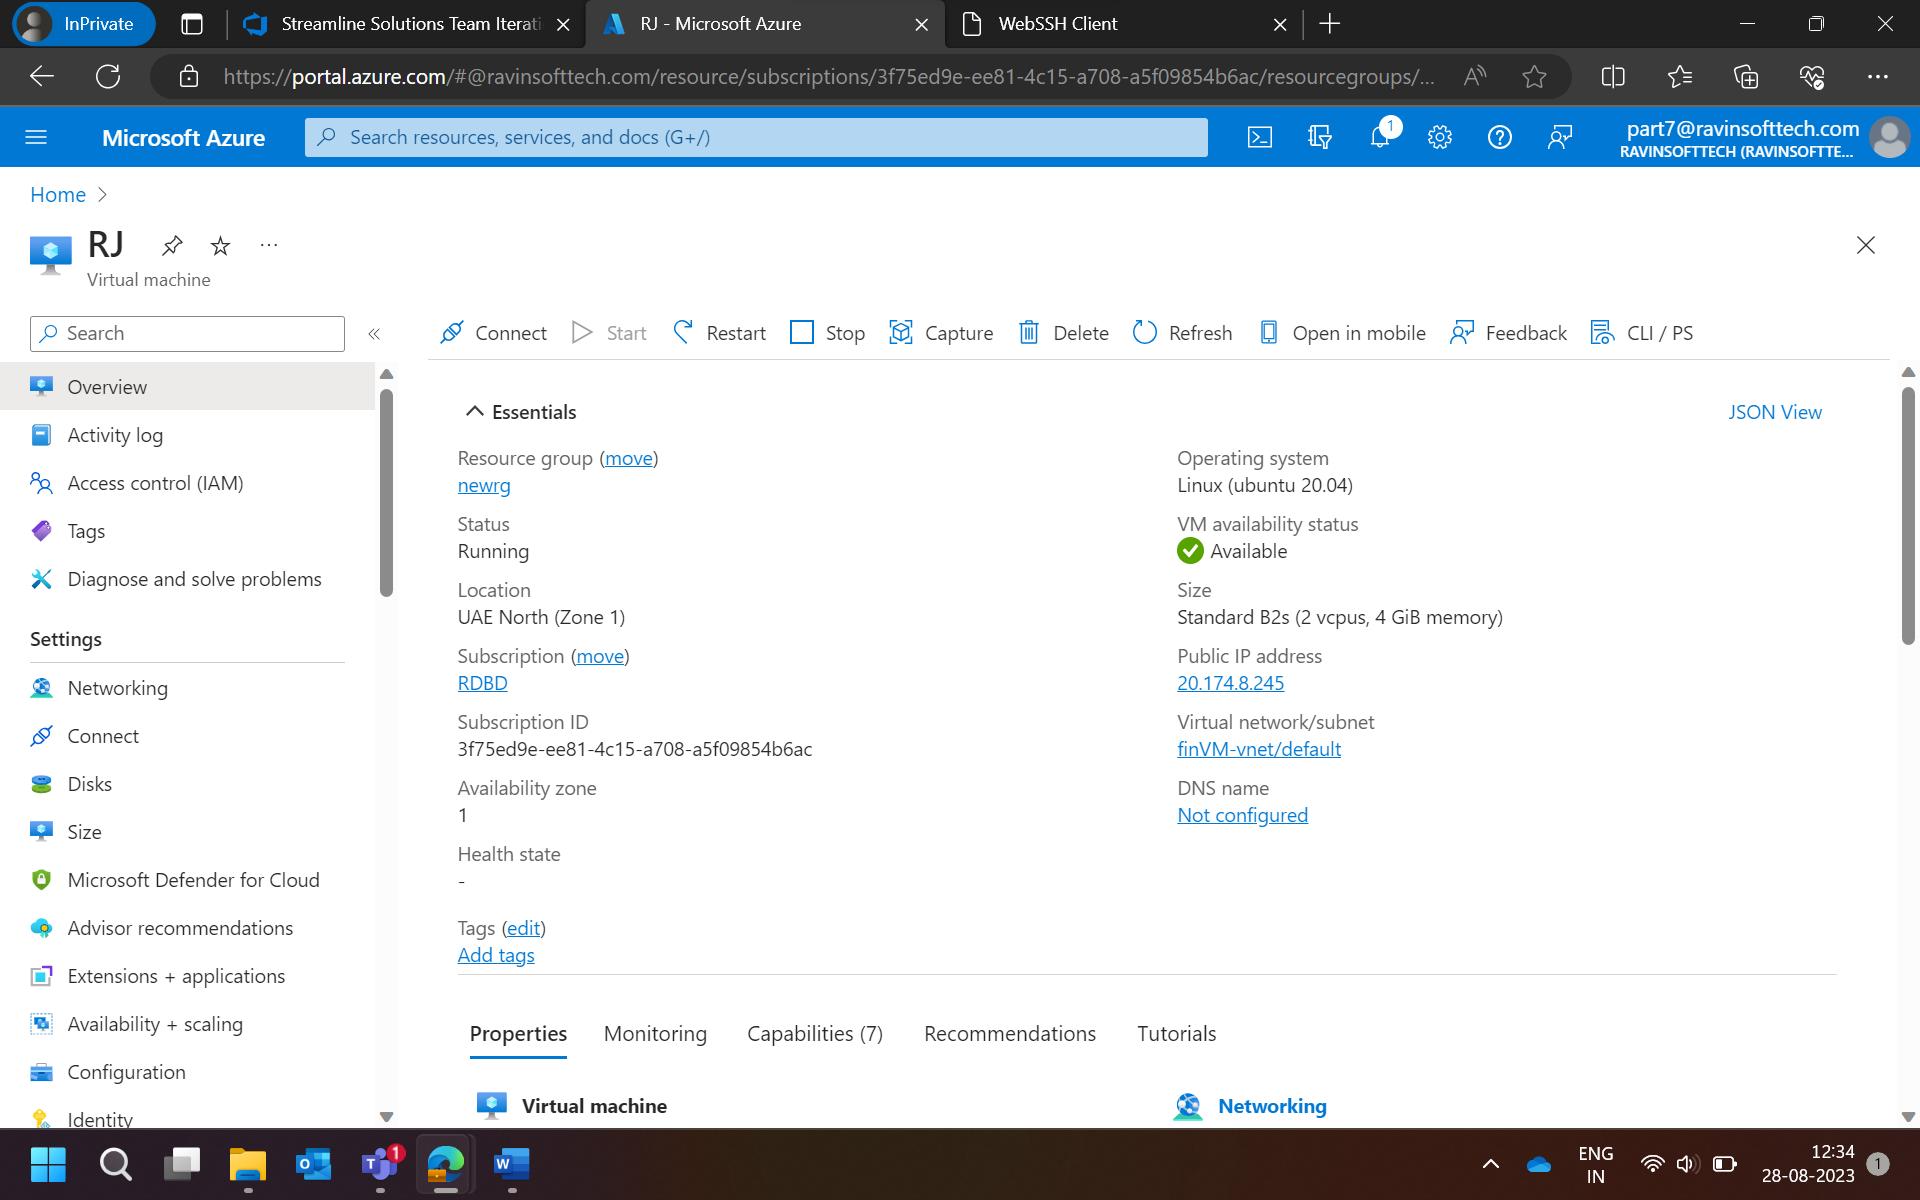 InPrivate
Streamline Solutions Team Iterati
RJ - Microsoft Azure
WebSSH Client
https://portal.azure.com/#@ravinsofttech.com/resource/subscriptions/3f75ed9e-ee81-4c15-a708-a5f09854b6ac/resourcegroups/...
Microsoft Azure
Search resources, services, and docs (G+/)
1
part7@ravinsofttech.com
RAVINSOFTTECH (RAVINSOFTTE...
Home
RJ
Virtual machine
Search
Connect
Start
Restart
Stop
Capture
Delete
Refresh
Open in mobile
Feedback
CLI / PS
Overview
Activity log
Access control (IAM)
Tags
Diagnose and solve problems
Settings
Networking
Connect
Disks
Size
Microsoft Defender for Cloud
Advisor recommendations
Extensions + applications
Availability + scaling
Configuration
Identity
Essentials
JSON View
Resource group (move)
newrg
Status
Running
Location
UAE North (Zone 1)
Subscription (move)
RDBD
Subscription ID
3f75ed9e-ee81-4c15-a708-a5f09854b6ac
Availability zone
1
Health state
-
Tags (edit)
Add tags
Operating system
Linux (ubuntu 20.04)
VM availability status
Available
Size
Standard B2s (2 vcpus, 4 GiB memory)
Public IP address
20.174.8.245
Virtual network/subnet
finVM-vnet/default
DNS name
Not configured
Properties
Monitoring
Capabilities (7)
Recommendations
Tutorials
Virtual machine
Networking
1
ENG
IN
12:34
28-08-2023
1